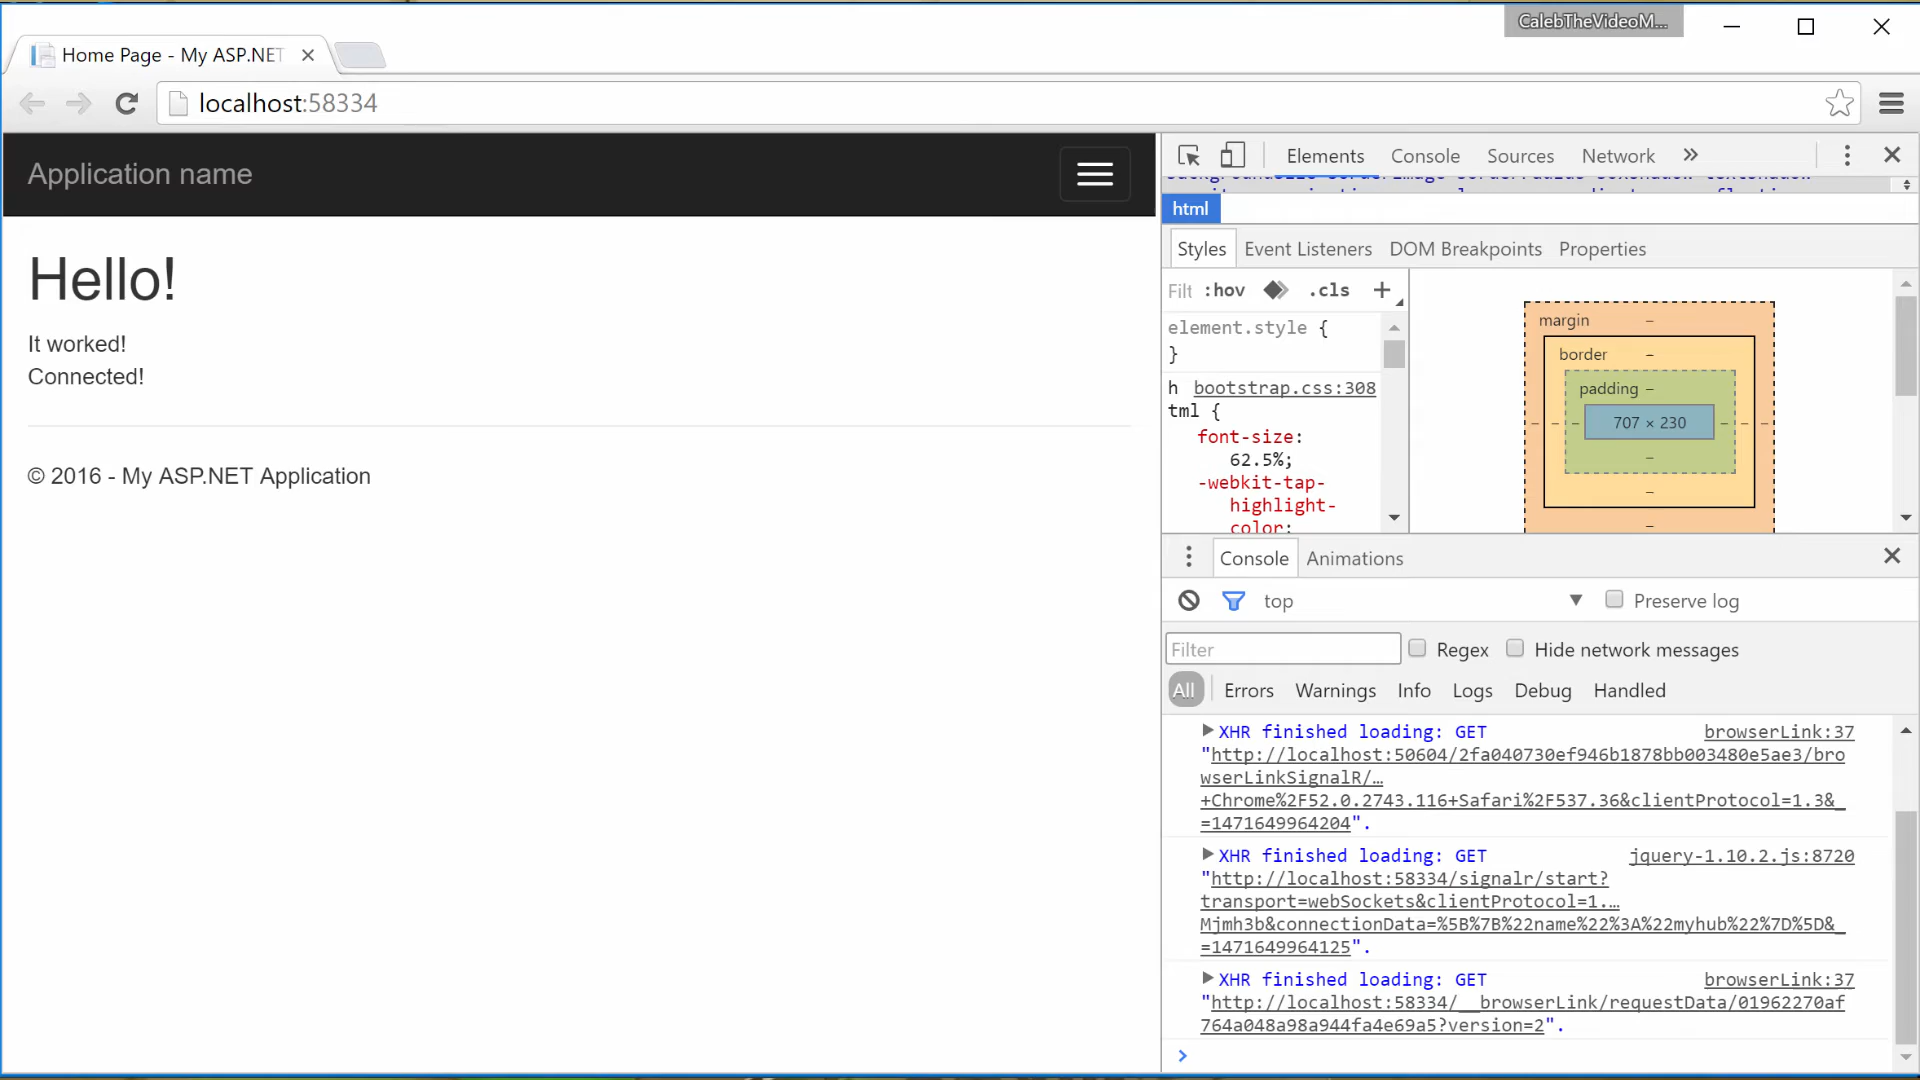 CalebTheVideoM...
Home Page - My ASP.NET
localhost:58334
Application name
Hello!
It worked!
Connected!
© 2016 - My ASP.NET Application
Elements Console Sources Network »
html
Styles Event Listeners DOM Breakpoints Properties
Filt :hov .cls +
element.style {
}
h bootstrap.css:308
tml {
font-size:
62.5%;
-webkit-tap-
highlight-
color:
margin –
border –
padding –
– – – 707 × 230 – – –
–
–
–
Console Animations
top ▼ Preserve log
Filter Regex Hide network messages
All Errors Warnings Info Logs Debug Handled
XHR finished loading: GET browserLink:37
"http://localhost:50604/2fa040730ef946b1878bb003480e5ae3/bro
wserLinkSignalR/…
+Chrome%2F52.0.2743.116+Safari%2F537.36&clientProtocol=1.3&_
=1471649964204".
XHR finished loading: GET jquery-1.10.2.js:8720
"http://localhost:58334/signalr/start?
transport=webSockets&clientProtocol=1.…
Mjmh3b&connectionData=%5B%7B%22name%22%3A%22myhub%22%7D%5D&_
=1471649964125".
XHR finished loading: GET browserLink:37
"http://localhost:58334/__browserLink/requestData/01962270af
764a048a98a944fa4e69a5?version=2".
>